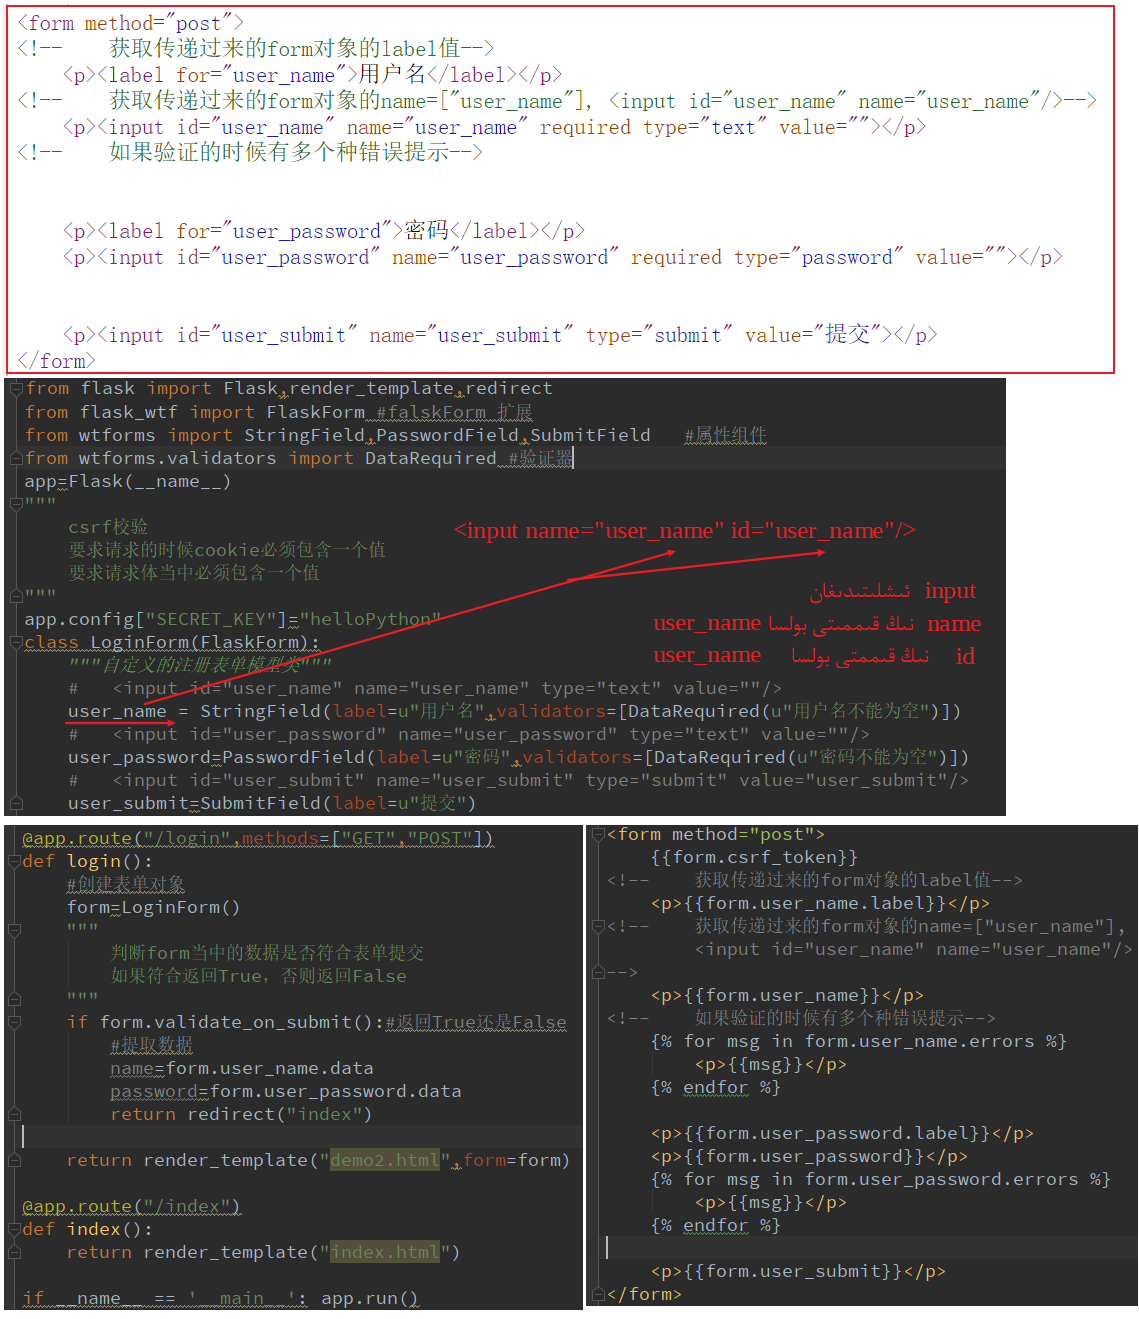 <form method="post">
<!--    获取传递过来的form对象的label值-->
    <p><label for="user_name">用户名</label></p>
<!--    获取传递过来的form对象的name=["user_name"], <input id="user_name" name="user_name"/>-->
    <p><input id="user_name" name="user_name" required type="text" value=""></p>
<!--    如果验证的时候有多个种错误提示-->
    <p><label for="user_password">密码</label></p>
    <p><input id="user_password" name="user_password" required type="password" value=""></p>
    <p><input id="user_submit" name="user_submit" type="submit" value="提交"></p>
</form>
from flask import Flask,render_template,redirect
from flask_wtf import FlaskForm #falskForm 扩展
from wtforms import StringField,PasswordField,SubmitField   #属性组件
from wtforms.validators import DataRequired #验证器
app=Flask(__name__)
"""
    csrf校验
    要求请求的时候cookie必须包含一个值
    要求请求体当中必须包含一个值
"""
<input name="user_name" id="user_name"/>
input ئىشلىتىدىغان
name نىڭ قىممىتى بولسا user_name
id نىڭ قىممىتى بولسا user_name
app.config["SECRET_KEY"]="helloPython"
class LoginForm(FlaskForm):
    """自定义的注册表单模型类"""
    #   <input id="user_name" name="user_name" type="text" value=""/>
    user_name = StringField(label=u"用户名",validators=[DataRequired(u"用户名不能为空")])
    #   <input id="user_password" name="user_password" type="text" value=""/>
    user_password=PasswordField(label=u"密码",validators=[DataRequired(u"密码不能为空")])
    #   <input id="user_submit" name="user_submit" type="submit" value="user_submit"/>
    user_submit=SubmitField(label=u"提交")
@app.route("/login",methods=["GET","POST"])
def login():
    #创建表单对象
    form=LoginForm()
    """
        判断form当中的数据是否符合表单提交
        如果符合返回True，否则返回False
    """
    if form.validate_on_submit():#返回True还是False
        #提取数据
        name=form.user_name.data
        password=form.user_password.data
        return redirect("index")
    return render_template("demo2.html",form=form)
@app.route("/index")
def index():
    return render_template("index.html")
if __name__ == '__main__': app.run()
<form method="post">
    {{form.csrf_token}}
<!--    获取传递过来的form对象的label值-->
    <p>{{form.user_name.label}}</p>
<!--    获取传递过来的form对象的name=["user_name"],
        <input id="user_name" name="user_name"/>
-->
    <p>{{form.user_name}}</p>
<!--    如果验证的时候有多个种错误提示-->
    {% for msg in form.user_name.errors %}
        <p>{{msg}}</p>
    {% endfor %}
    <p>{{form.user_password.label}}</p>
    <p>{{form.user_password}}</p>
    {% for msg in form.user_password.errors %}
        <p>{{msg}}</p>
    {% endfor %}
    <p>{{form.user_submit}}</p>
</form>